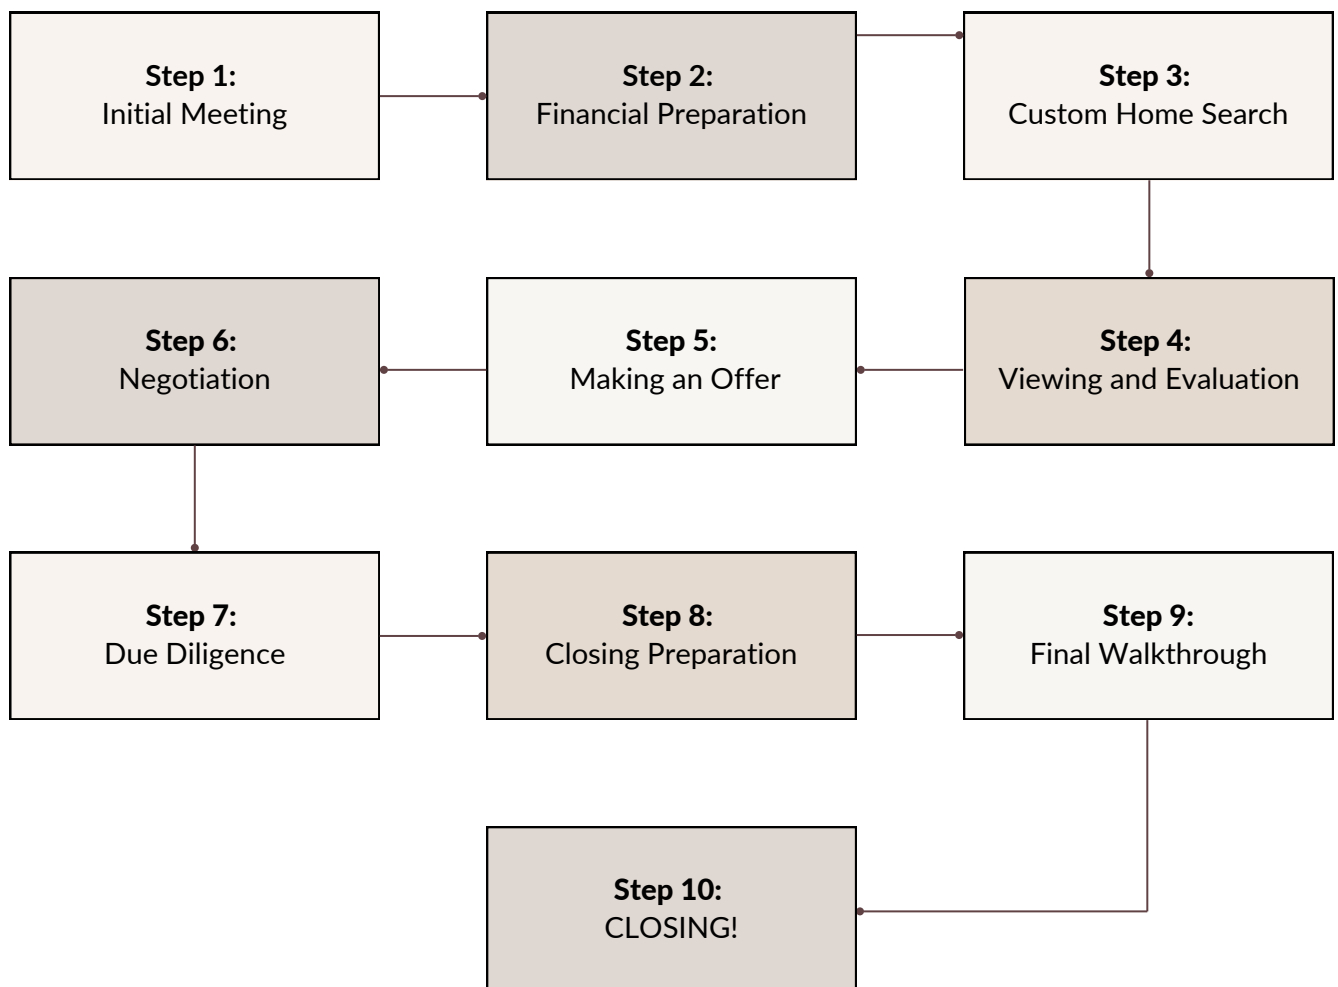 Step 1:
Initial Meeting
Step 2:
Financial Preparation
Step 3:
Custom Home Search
Step 4:
Viewing and Evaluation
Step 5:
Making an Offer
Step 6:
Negotiation
Step 7:
Due Diligence
Step 8:
Closing Preparation
Step 9:
Final Walkthrough
Step 10:
CLOSING!